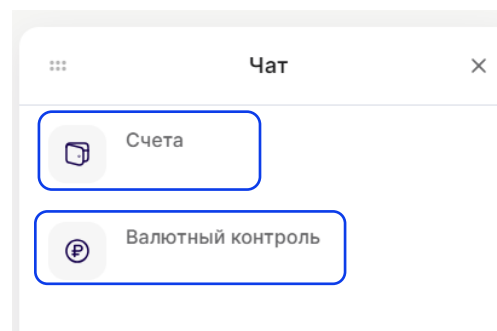 Чат
Счета
Валютный контроль